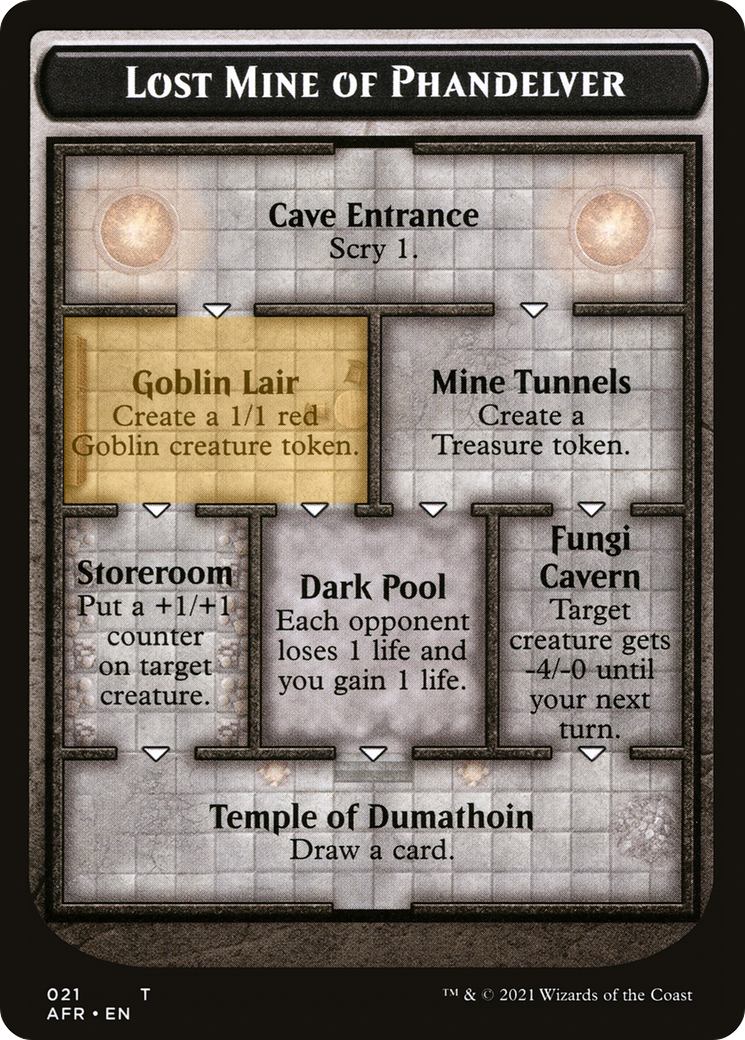 Lost Mine of Phandelver
Cave Entrance
Scry 1.
Goblin Lair
Create a 1/1 red
Goblin creature token.
Mine Tunnels
Create a
Treasure token.
Storeroom
Put a +1/+1
counter
on target
creature.
Dark Pool
Each opponent
loses 1 life and
you gain 1 life.
Fungi
Cavern
Target
creature gets
-4/-0 until
your next
turn.
Temple of Dumathoin
Draw a card.
021 T
AFR • EN
™ & © 2021 Wizards of the Coast